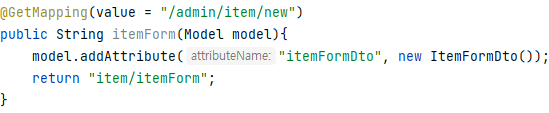 @GetMapping(value = "/admin/item/new")
public String itemForm(Model model){
    model.addAttribute( attributeName: "itemFormDto", new ItemFormDto());
    return "item/itemForm";
}